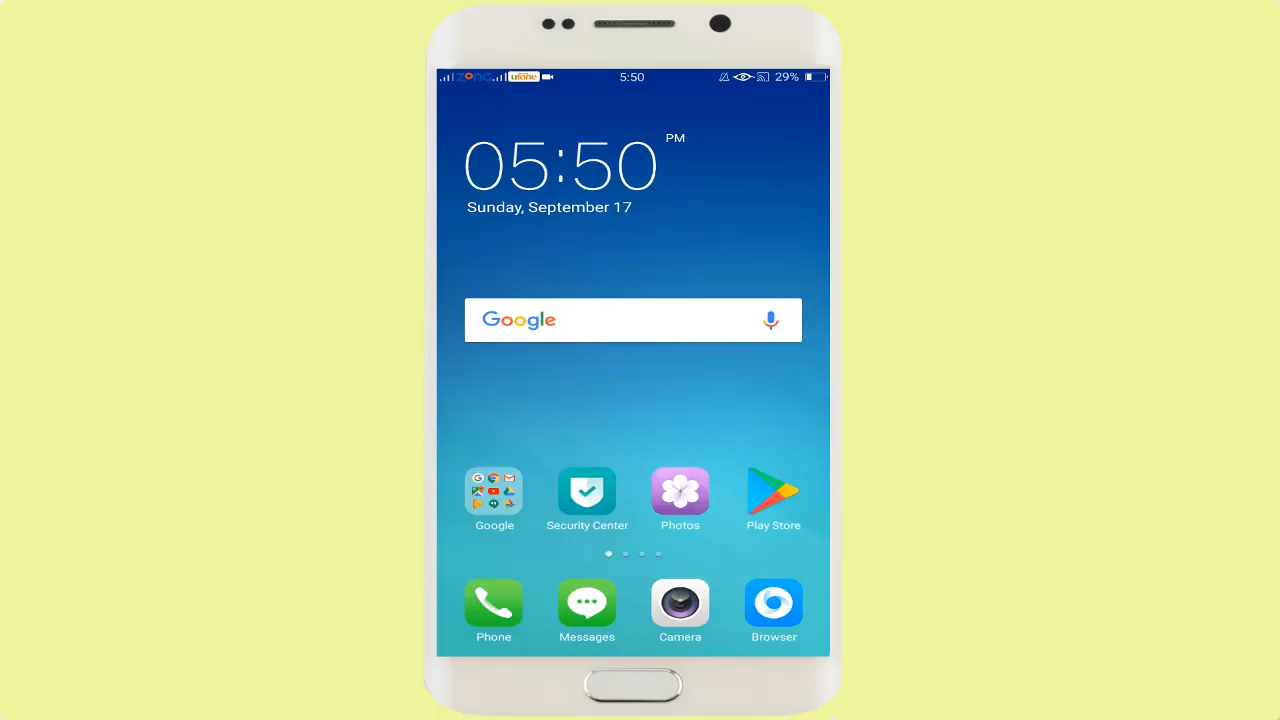 zong ufone 5:50 29%
05:50 PM
Sunday, September 17
Google
Google Security Center Photos Play Store
Phone Messages Camera Browser